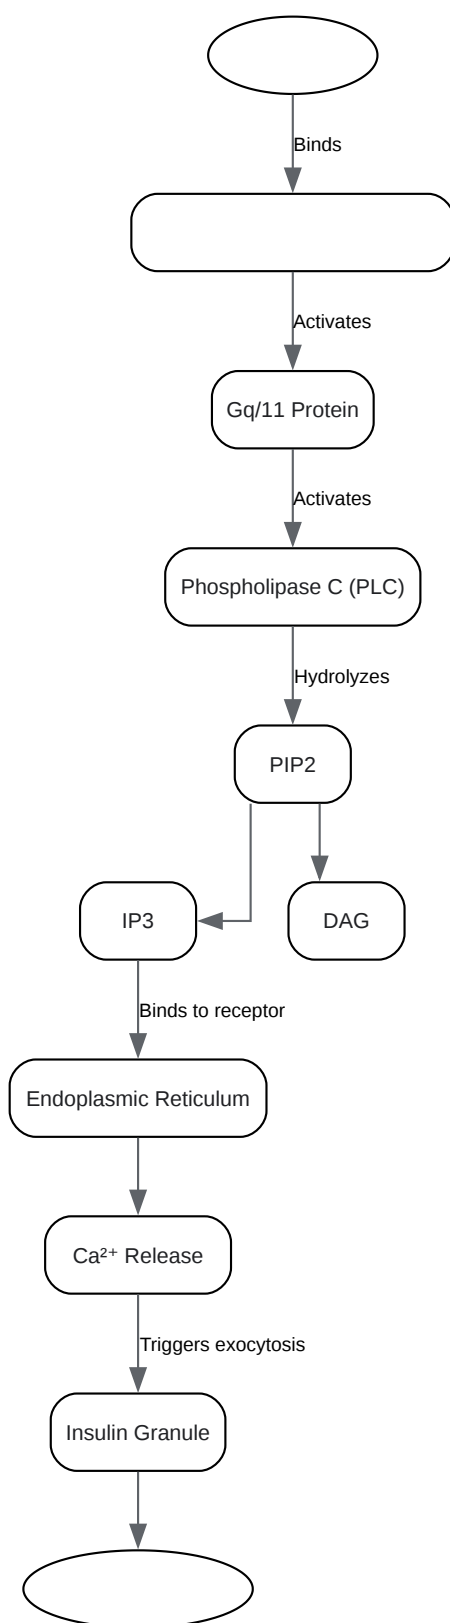 Binds
Activates
Gq/11 Protein
Activates
Phospholipase C (PLC)
Hydrolyzes
PIP2
IP3
DAG
Binds to receptor
Endoplasmic Reticulum
Ca²⁺ Release
Triggers exocytosis
Insulin Granule